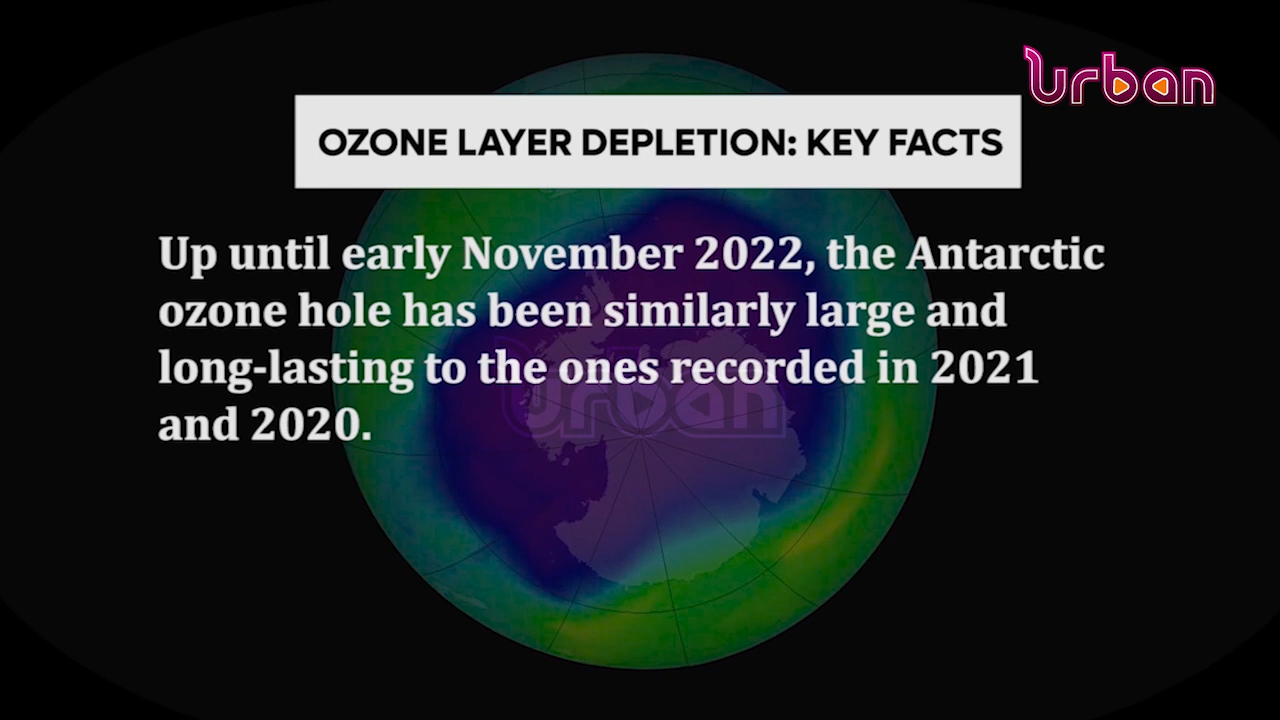 Urban
OZONE LAYER DEPLETION: KEY FACTS
Up until early November 2022, the Antarctic
ozone hole has been similarly large and
long-lasting to the ones recorded in 2021
and 2020.
Urban